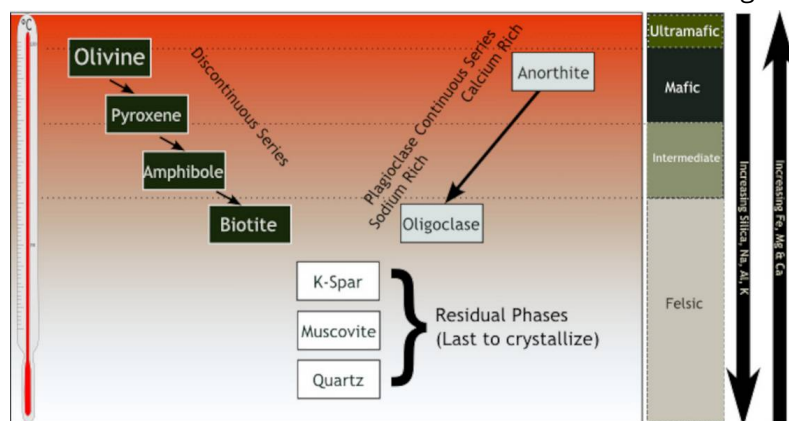 °C
Olivine
Pyroxene
Amphibole
Biotite
Discontinuous Series
Plagioclase Continuous Series
Calcium Rich
Sodium Rich
Anorthite
Oligoclase
K-Spar
Muscovite
Quartz
Residual Phases
(Last to crystallize)
Ultramafic
Mafic
Intermediate
Felsic
Increasing Silica, Na, Al, K
Increasing Fe, Mg & Ca